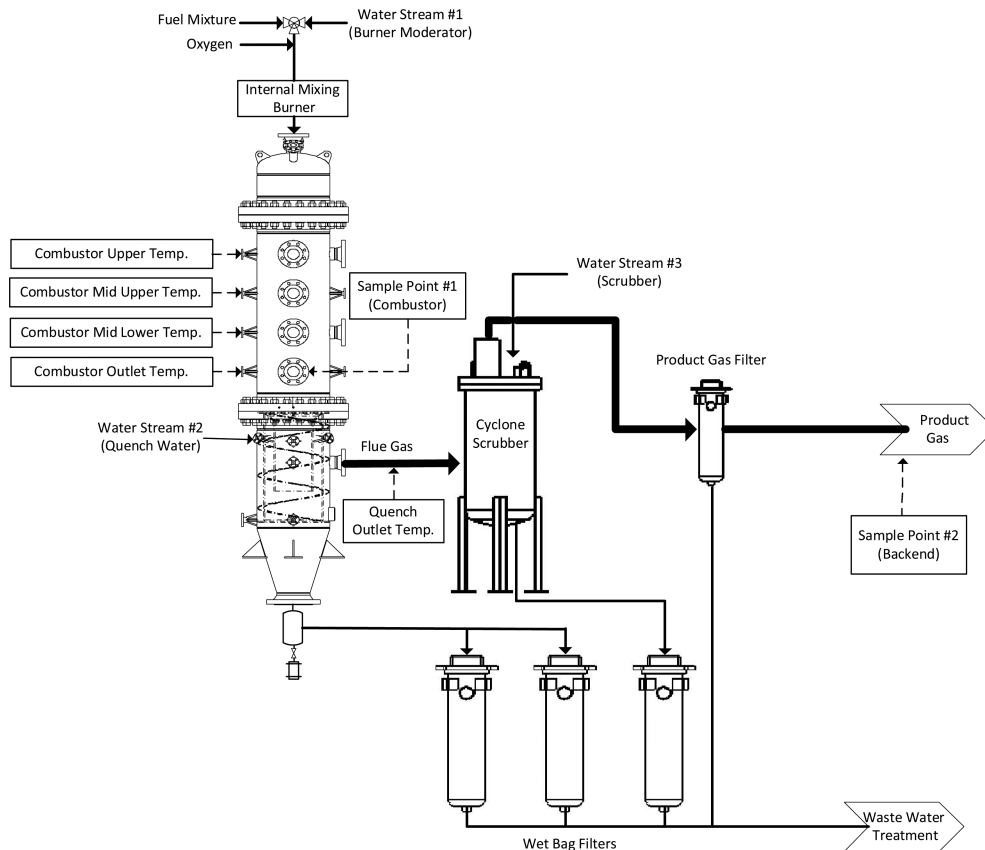 Fuel Mixture
Water Stream #1
(Burner Moderator)
Oxygen
Internal Mixing
Burner
Combustor Upper Temp.
Combustor Mid Upper Temp.
Combustor Mid Lower Temp.
Combustor Outlet Temp.
Sample Point #1
(Combustor)
Water Stream #3
(Scrubber)
Product Gas Filter
Water Stream #2
(Quench Water)
Flue Gas
Cyclone
Scrubber
Product
Gas
Quench
Outlet Temp.
Sample Point #2
(Backend)
Waste Water
Treatment
Wet Bag Filters